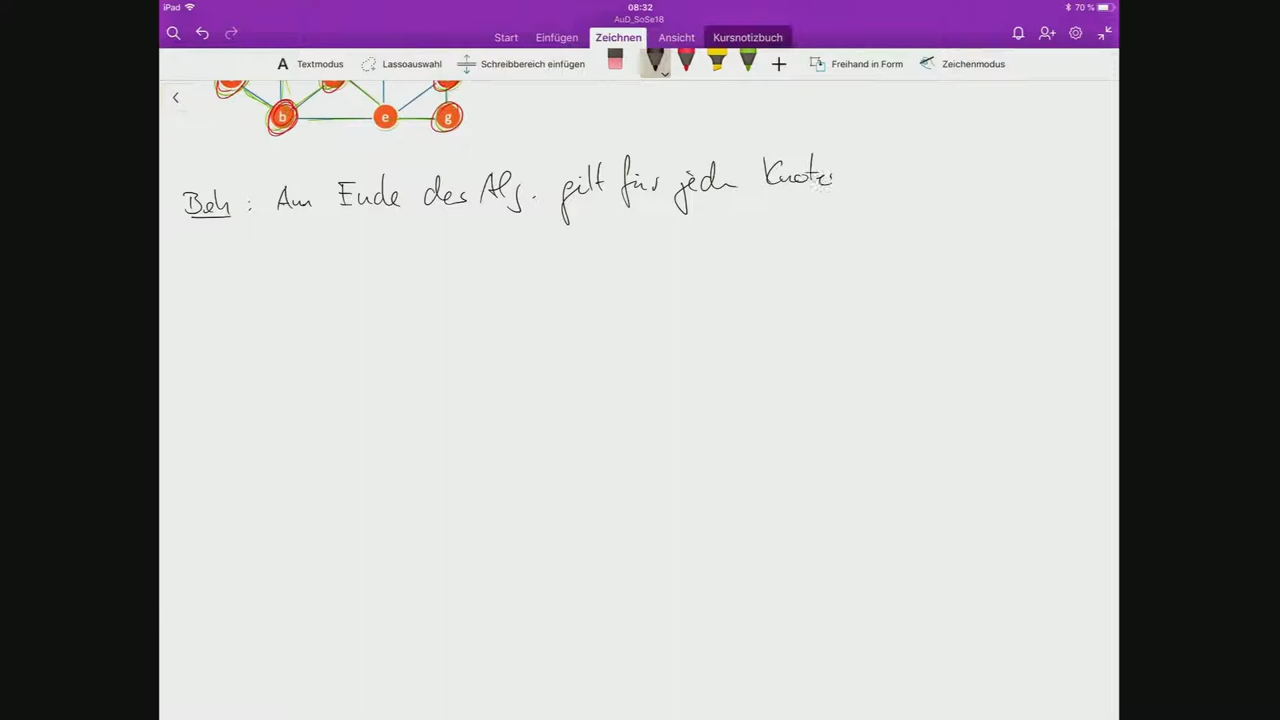 iPad
08:32
70 %
AuD_SoSe18
Start Einfügen Zeichnen Ansicht Kursnotizbuch
A Textmodus Lassoauswahl Schreibbereich einfügen Freihand in Form Zeichenmodus
b e g
Beh: Am Ende des Alg. gilt für jeden Knoten